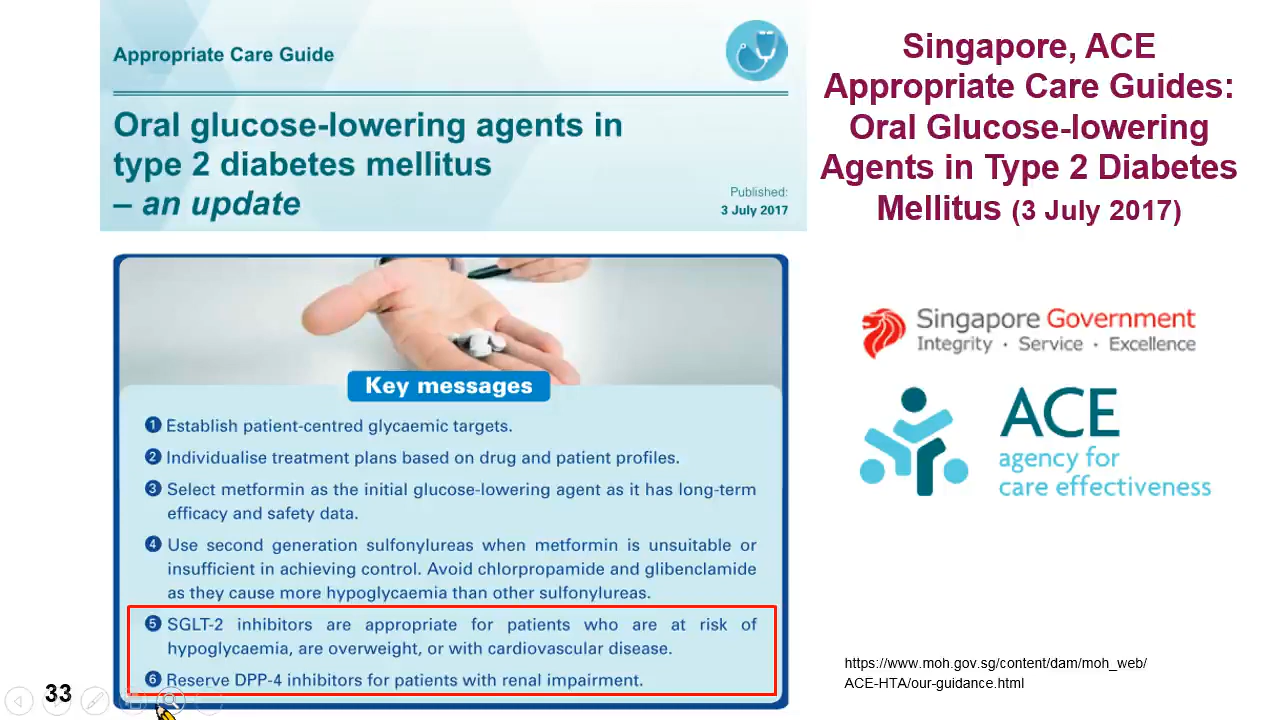 Appropriate Care Guide
Oral glucose-lowering agents in
type 2 diabetes mellitus
– an update
Published:
3 July 2017
Key messages
1 Establish patient-centred glycaemic targets.
2 Individualise treatment plans based on drug and patient profiles.
3 Select metformin as the initial glucose-lowering agent as it has long-term
efficacy and safety data.
4 Use second generation sulfonylureas when metformin is unsuitable or
insufficient in achieving control. Avoid chlorpropamide and glibenclamide
as they cause more hypoglycaemia than other sulfonylureas.
5 SGLT-2 inhibitors are appropriate for patients who are at risk of
hypoglycaemia, are overweight, or with cardiovascular disease.
6 Reserve DPP-4 inhibitors for patients with renal impairment.
33
Singapore, ACE
Appropriate Care Guides:
Oral Glucose-lowering
Agents in Type 2 Diabetes
Mellitus (3 July 2017)
Singapore Government
Integrity · Service · Excellence
ACE
agency for
care effectiveness
https://www.moh.gov.sg/content/dam/moh_web/
ACE-HTA/our-guidance.html